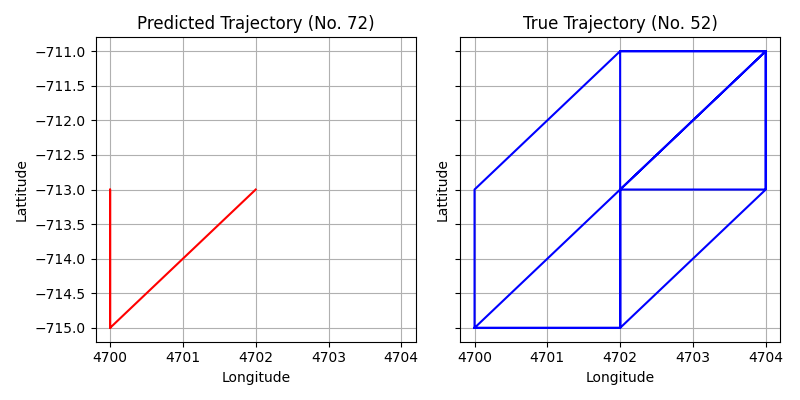 Predicted Trajectory (No. 72)
−711.0
−711.5
−712.0
−712.5
−713.0
−713.5
−714.0
−714.5
−715.0
Lattitude
4700 4701 4702 4703 4704
Longitude
True Trajectory (No. 52)
Lattitude
4700 4701 4702 4703 4704
Longitude